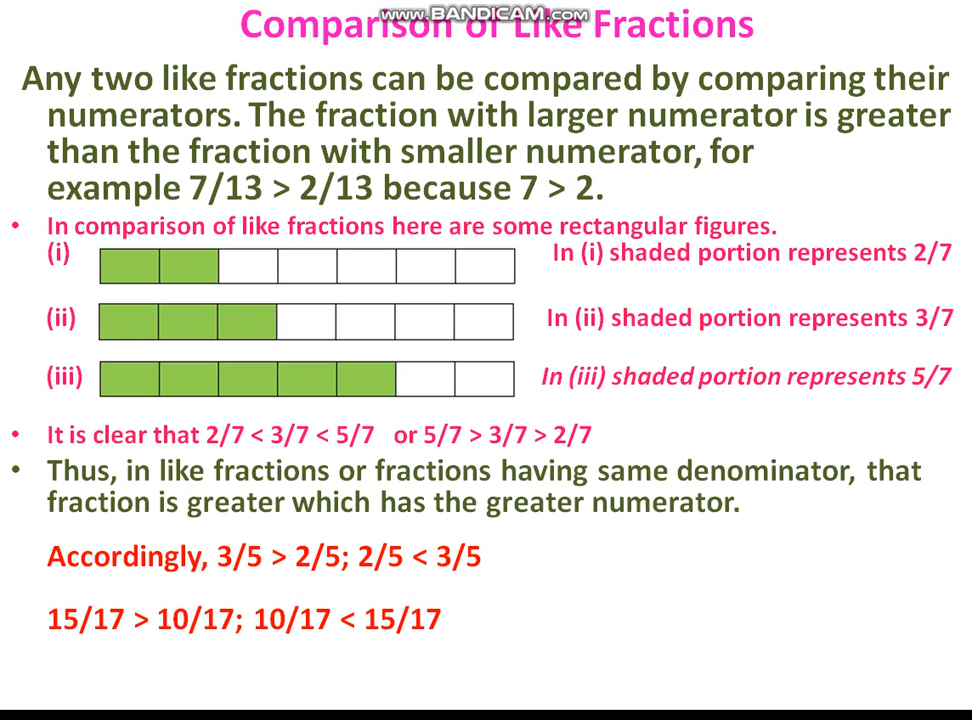 www.BANDICAM.com
Comparison of Like Fractions
Any two like fractions can be compared by comparing their
numerators. The fraction with larger numerator is greater
than the fraction with smaller numerator, for
example 7/13 > 2/13 because 7 > 2.
• In comparison of like fractions here are some rectangular figures.
(i) In (i) shaded portion represents 2/7
(ii) In (ii) shaded portion represents 3/7
(iii) In (iii) shaded portion represents 5/7
• It is clear that 2/7 < 3/7 < 5/7 or 5/7 > 3/7 > 2/7
• Thus, in like fractions or fractions having same denominator, that
fraction is greater which has the greater numerator.
Accordingly, 3/5 > 2/5; 2/5 < 3/5
15/17 > 10/17; 10/17 < 15/17